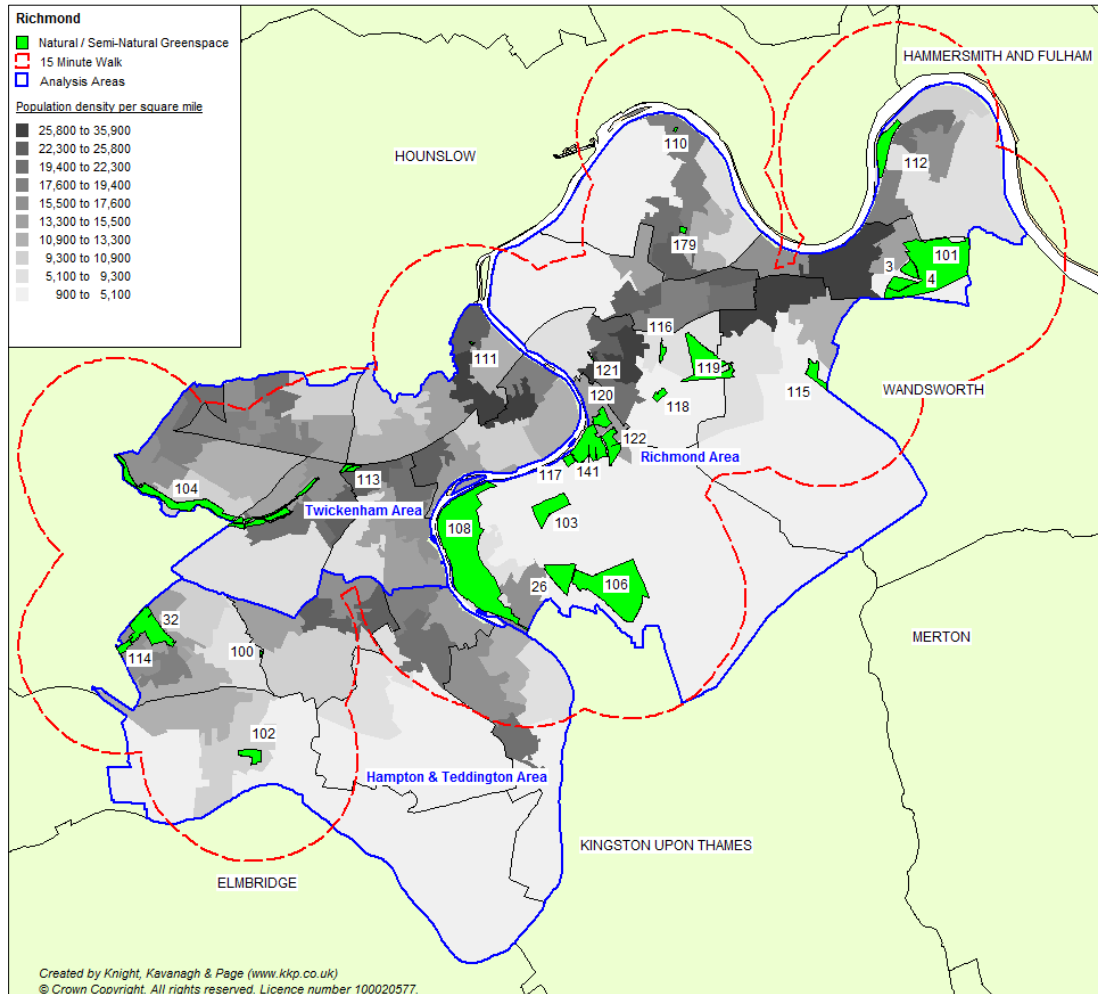 Richmond
Natural / Semi-Natural Greenspace
15 Minute Walk
Analysis Areas
Population density per square mile
25,800 to 35,900
22,300 to 25,800
19,400 to 22,300
17,600 to 19,400
15,500 to 17,600
13,300 to 15,500
10,900 to 13,300
9,300 to 10,900
5,100 to 9,300
900 to 5,100
HAMMERSMITH AND FULHAM
HOUNSLOW
110
112
179
101
3
4
116
111
119
121
115
WANDSWORTH
120
118
122
Richmond Area
117
141
113
104
Twickenham Area
108
103
26
106
32
MERTON
100
114
102
Hampton & Teddington Area
KINGSTON UPON THAMES
ELMBRIDGE
Created by Knight, Kavanagh & Page (www.kkp.co.uk)
© Crown Copyright. All rights reserved. Licence number 100020577.